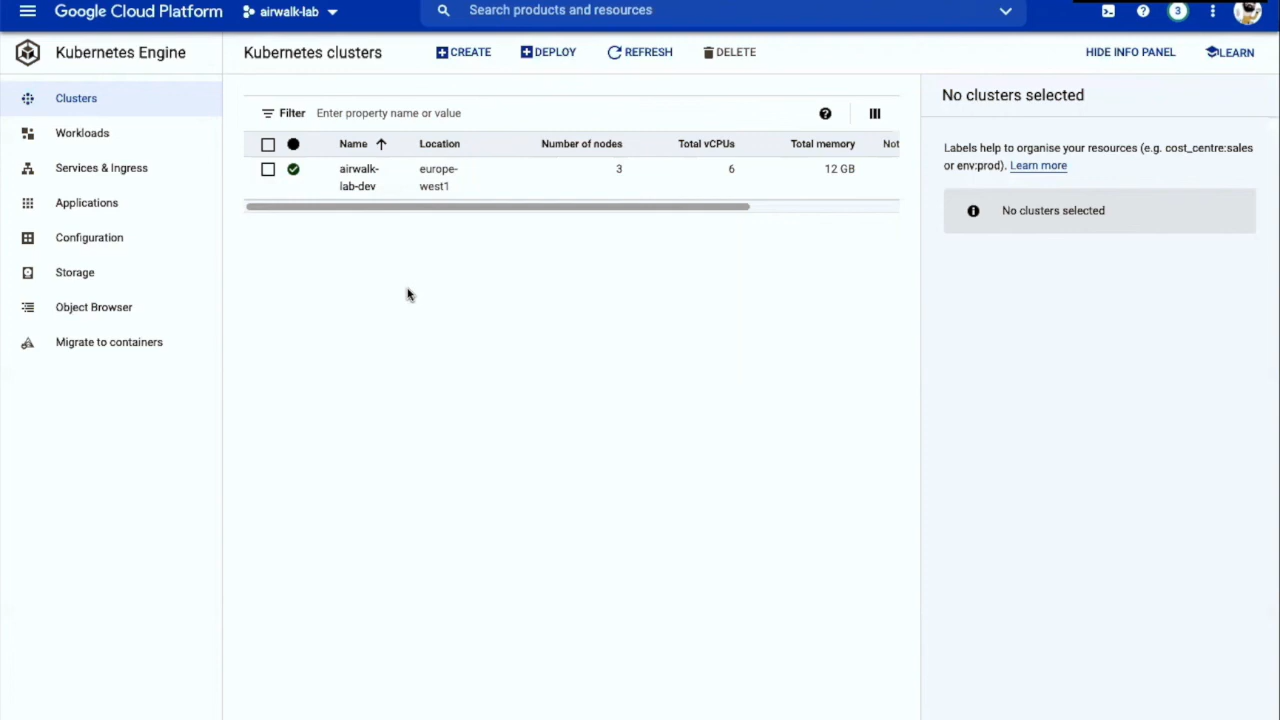 Google Cloud Platform
airwalk-lab
Search products and resources
3
Kubernetes Engine
Kubernetes clusters
CREATE
DEPLOY
REFRESH
DELETE
HIDE INFO PANEL
LEARN
Clusters
Workloads
Services & Ingress
Applications
Configuration
Storage
Object Browser
Migrate to containers
Filter
Enter property name or value
Name
Location
Number of nodes
Total vCPUs
Total memory
Not
airwalk-
lab-dev
europe-
west1
3
6
12 GB
No clusters selected
Labels help to organise your resources (e.g. cost_centre:sales
or env:prod). Learn more
No clusters selected